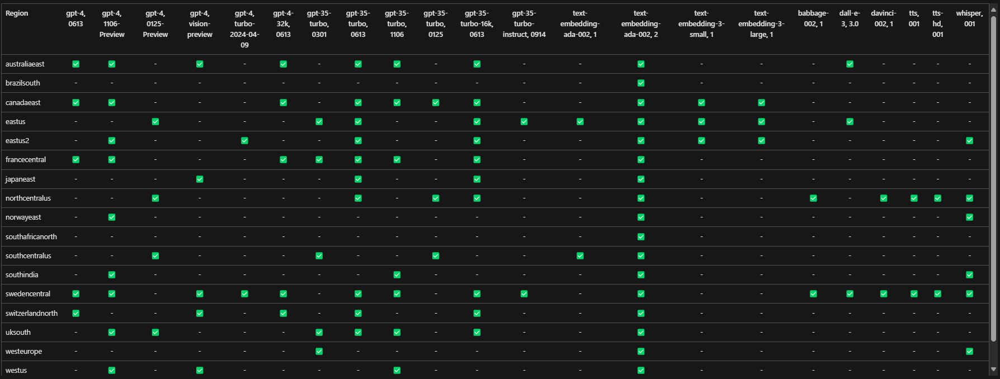 Region | gpt-4, 0613 | gpt-4, 1106-Preview | gpt-4, 0125-Preview | gpt-4, vision-preview | gpt-4, turbo-2024-04-09 | gpt-4-32k, 0613 | gpt-35-turbo, 0301 | gpt-35-turbo, 0613 | gpt-35-turbo, 1106 | gpt-35-turbo, 0125 | gpt-35-turbo-16k, 0613 | gpt-35-turbo-instruct, 0914 | text-embedding-ada-002, 1 | text-embedding-ada-002, 2 | text-embedding-3-small, 1 | text-embedding-3-large, 1 | babbage-002, 1 | dall-e-3, 3.0 | davinci-002, 1 | tts, 001 | tts-hd, 001 | whisper, 001
australiaeast | ✅ | ✅ | - | ✅ | - | ✅ | - | ✅ | ✅ | - | ✅ | - | - | ✅ | - | - | - | ✅ | - | - | - | -
brazilsouth | - | - | - | - | - | - | - | - | - | - | - | - | - | ✅ | - | - | - | - | - | - | - | -
canadaeast | ✅ | ✅ | - | - | - | ✅ | - | ✅ | ✅ | ✅ | ✅ | - | - | ✅ | ✅ | ✅ | - | - | - | - | - | -
eastus | - | - | ✅ | - | - | - | ✅ | ✅ | - | - | ✅ | ✅ | ✅ | ✅ | ✅ | ✅ | - | ✅ | - | - | - | -
eastus2 | - | ✅ | - | - | ✅ | - | - | ✅ | - | - | ✅ | - | - | ✅ | ✅ | ✅ | - | - | - | - | - | ✅
francecentral | ✅ | ✅ | - | - | - | ✅ | ✅ | ✅ | ✅ | - | ✅ | - | - | ✅ | - | - | - | - | - | - | - | -
japaneast | - | - | - | ✅ | - | - | - | ✅ | - | - | ✅ | - | - | ✅ | - | - | - | - | - | - | - | -
northcentralus | - | - | ✅ | - | - | - | - | ✅ | - | ✅ | ✅ | - | - | ✅ | - | - | ✅ | - | ✅ | ✅ | ✅ | ✅
norwayeast | - | ✅ | - | - | - | - | - | - | - | - | - | - | - | ✅ | - | - | - | - | - | - | - | ✅
southafricanorth | - | - | - | - | - | - | - | - | - | - | - | - | - | ✅ | - | - | - | - | - | - | - | -
southcentralus | - | - | ✅ | - | - | - | ✅ | - | - | ✅ | - | - | ✅ | ✅ | - | - | - | - | - | - | - | -
southindia | - | ✅ | - | - | - | - | - | - | ✅ | - | - | - | - | ✅ | - | - | - | - | - | - | - | ✅
swedencentral | ✅ | ✅ | - | ✅ | ✅ | ✅ | - | ✅ | ✅ | - | ✅ | ✅ | - | ✅ | - | - | ✅ | ✅ | ✅ | ✅ | ✅ | ✅
switzerlandnorth | ✅ | - | - | ✅ | - | ✅ | - | ✅ | - | - | ✅ | - | - | ✅ | - | - | - | - | - | - | - | -
uksouth | - | ✅ | ✅ | - | - | - | ✅ | ✅ | ✅ | - | ✅ | - | - | ✅ | - | - | - | - | - | - | - | -
westeurope | - | - | - | - | - | - | ✅ | - | - | - | - | - | - | ✅ | - | - | - | - | - | - | - | ✅
westus | - | ✅ | - | ✅ | - | - | - | - | ✅ | - | - | - | - | ✅ | - | - | - | - | - | - | - | -